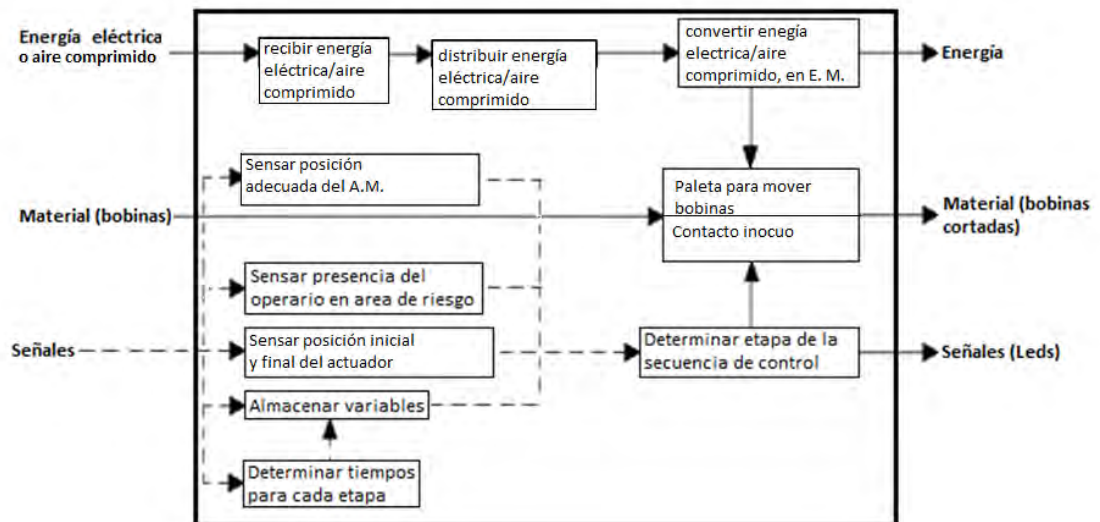 Energía eléctrica
o aire comprimido
recibir energía
eléctrica/aire
comprimido
distribuir energía
eléctrica/aire
comprimido
convertir enegía
electrica/aire
comprimido, en E. M.
Energía
Sensar posición
adecuada del A.M.
Material (bobinas)
Paleta para mover
bobinas
Contacto inocuo
Material (bobinas
cortadas)
Sensar presencia del
operario en area de riesgo
Señales
Sensar posición inicial
y final del actuador
Determinar etapa de la
secuencia de control
Señales (Leds)
Almacenar variables
Determinar tiempos
para cada etapa